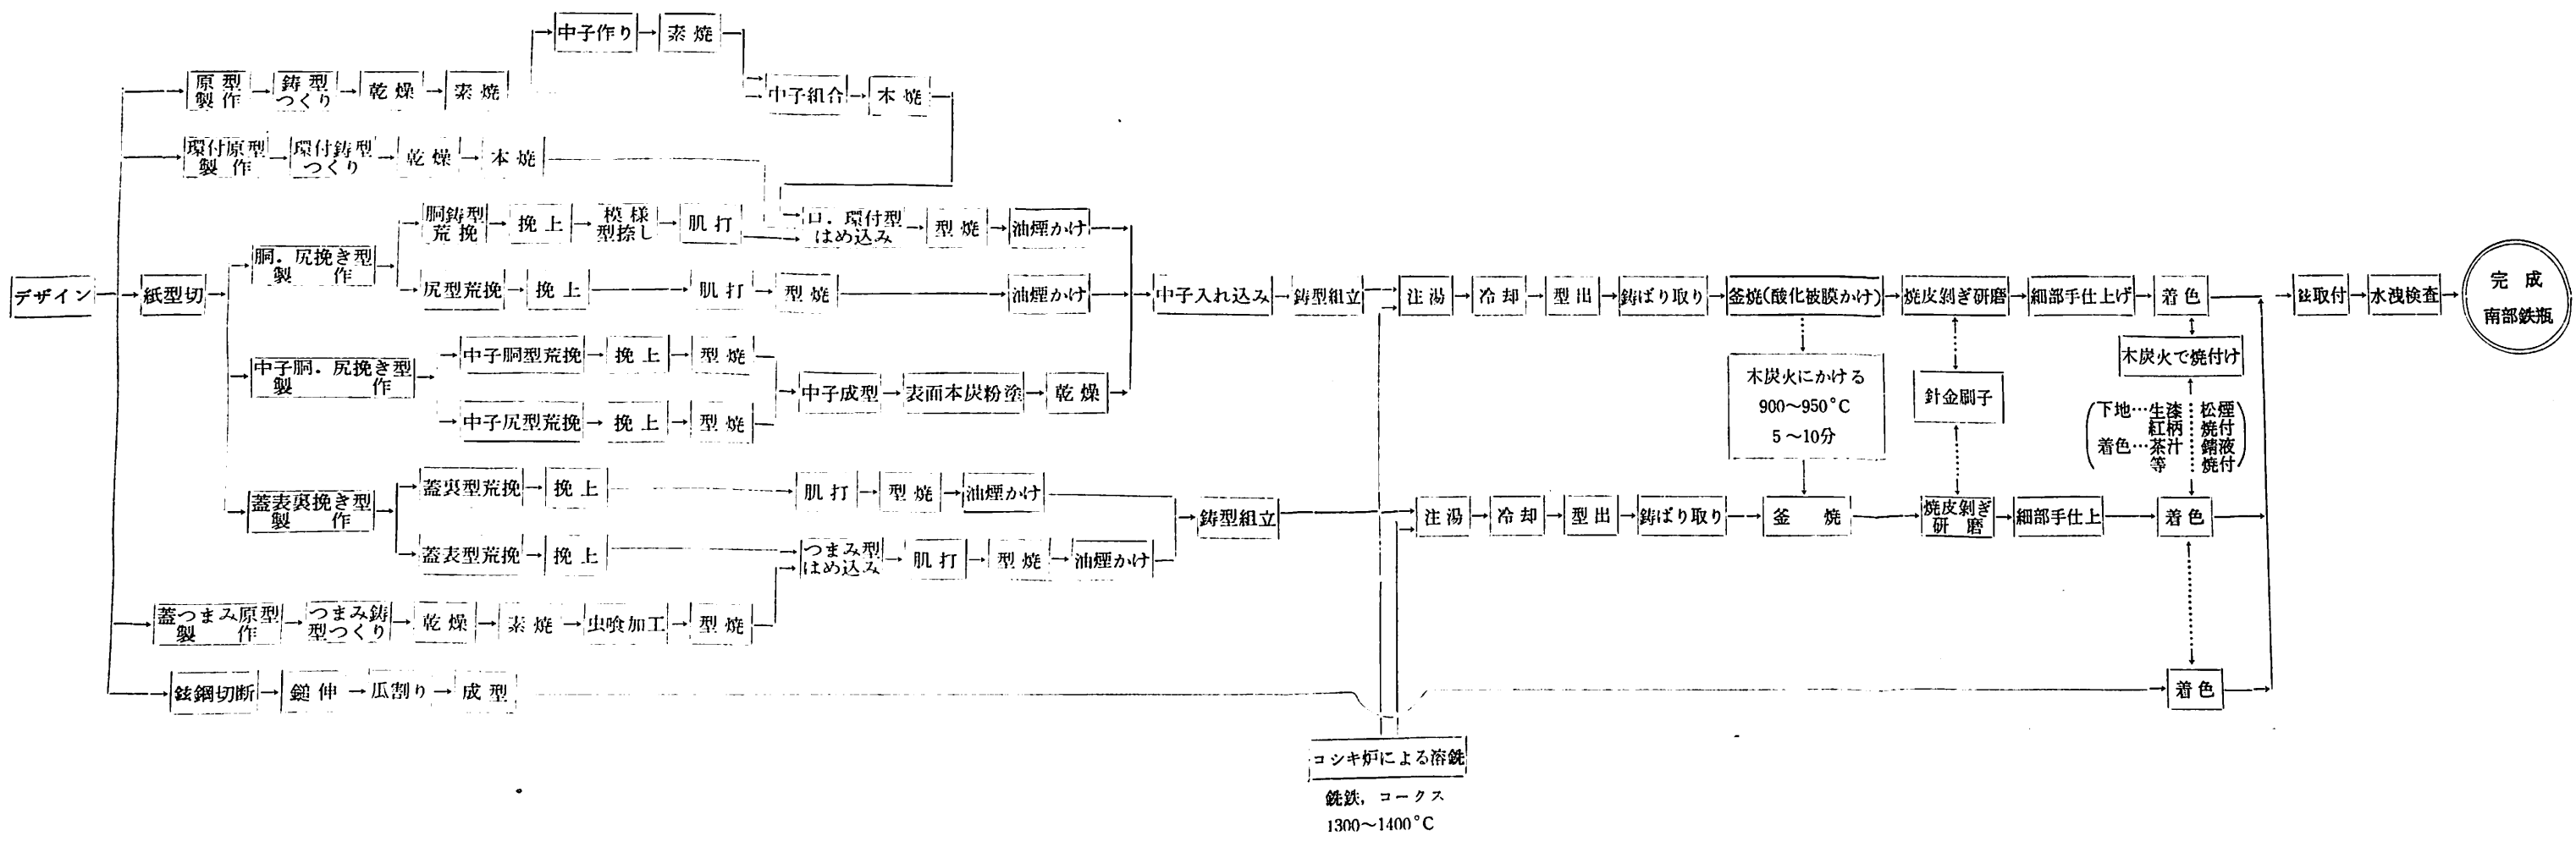 中子作り
素焼
原型
製作
鋳型
つくり
乾燥
素焼
中子組合
本焼
環付原型
製作
環付鋳型
つくり
乾燥
本焼
胴鋳型
荒挽
挽上
模様
型捺し
肌打
口．環付型
はめ込み
型焼
油煙かけ
デザイン
紙型切
胴．尻挽き型
製作
尻型荒挽
挽上
肌打
型焼
油煙かけ
中子入れ込み
鋳型組立
注湯
冷却
型出
鋳ばり取り
釜焼(酸化被膜かけ)
焼皮剝ぎ研磨
細部手仕上げ
着色
鉉取付
水洩検査
完成
南部鉄瓶
中子胴．尻挽き型
製作
中子胴型荒挽
挽上
型焼
中子尻型荒挽
挽上
型焼
中子成型
表面木炭粉塗
乾燥
木炭火にかける
900～950°C
5～10分
針金刷子
木炭火で焼付け
下地…生漆 松煙
紅柄 焼付
着色…茶汁 錆液
等 焼付
蓋表裏挽き型
製作
蓋裏型荒挽
挽上
肌打
型焼
油煙かけ
蓋表型荒挽
挽上
つまみ型
はめ込み
肌打
型焼
油煙かけ
鋳型組立
注湯
冷却
型出
鋳ばり取り
釜焼
焼皮剝ぎ
研磨
細部手仕上
着色
蓋つまみ原型
製作
つまみ鋳
型つくり
乾燥
素焼
虫喰加工
型焼
鉉鋼切断
鎚伸
瓜割り
成型
着色
コシキ炉による溶銑
銑鉄，コークス
1300～1400°C